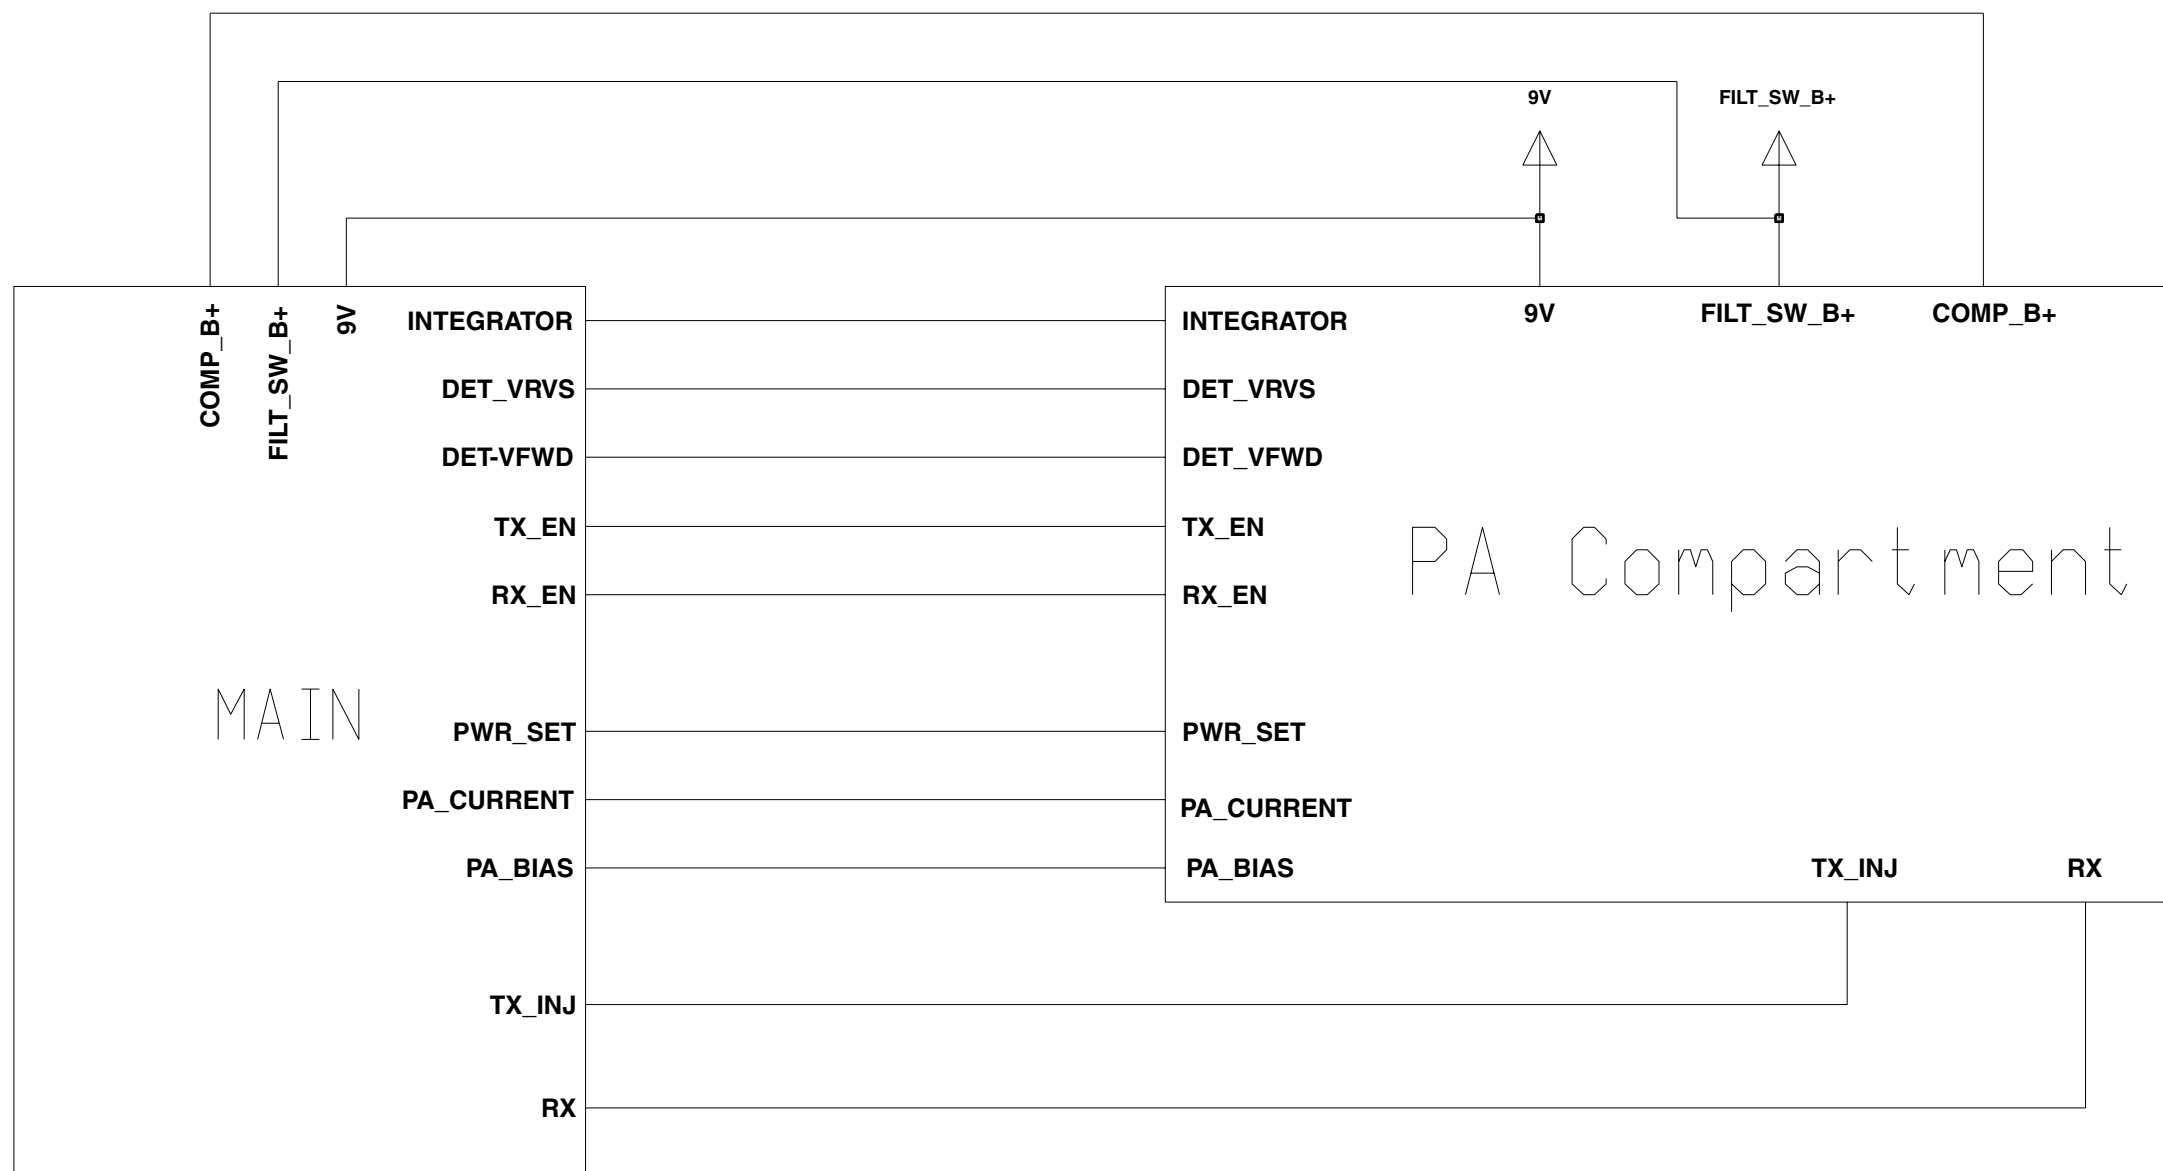 9V
FILT_SW_B+
COMP_B+
FILT_SW_B+
9V
INTEGRATOR
DET_VRVS
DET-VFWD
TX_EN
RX_EN
MAIN
PWR_SET
PA_CURRENT
PA_BIAS
TX_INJ
RX
INTEGRATOR
9V
FILT_SW_B+
COMP_B+
DET_VRVS
DET_VFWD
TX_EN
PA Compartment
RX_EN
PWR_SET
PA_CURRENT
PA_BIAS
TX_INJ
RX